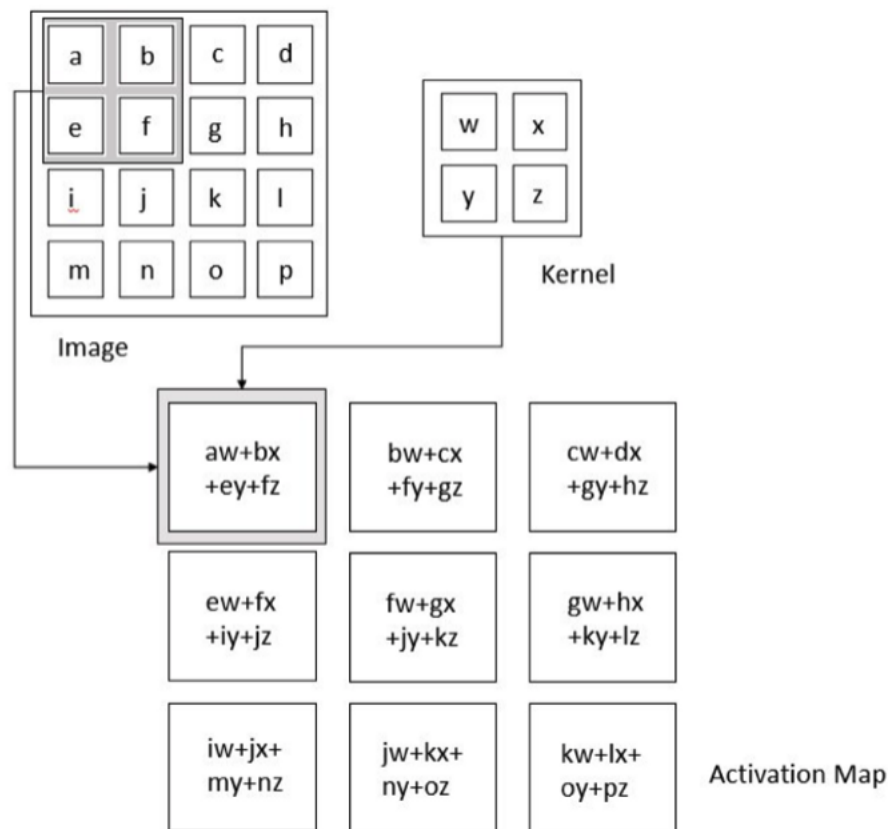 a b c d
e f g h
i j k l
m n o p
Image
w x
y z
Kernel
aw+bx
+ey+fz
bw+cx
+fy+gz
cw+dx
+gy+hz
ew+fx
+iy+jz
fw+gx
+jy+kz
gw+hx
+ky+lz
iw+jx+
my+nz
jw+kx+
ny+oz
kw+lx+
oy+pz
Activation Map